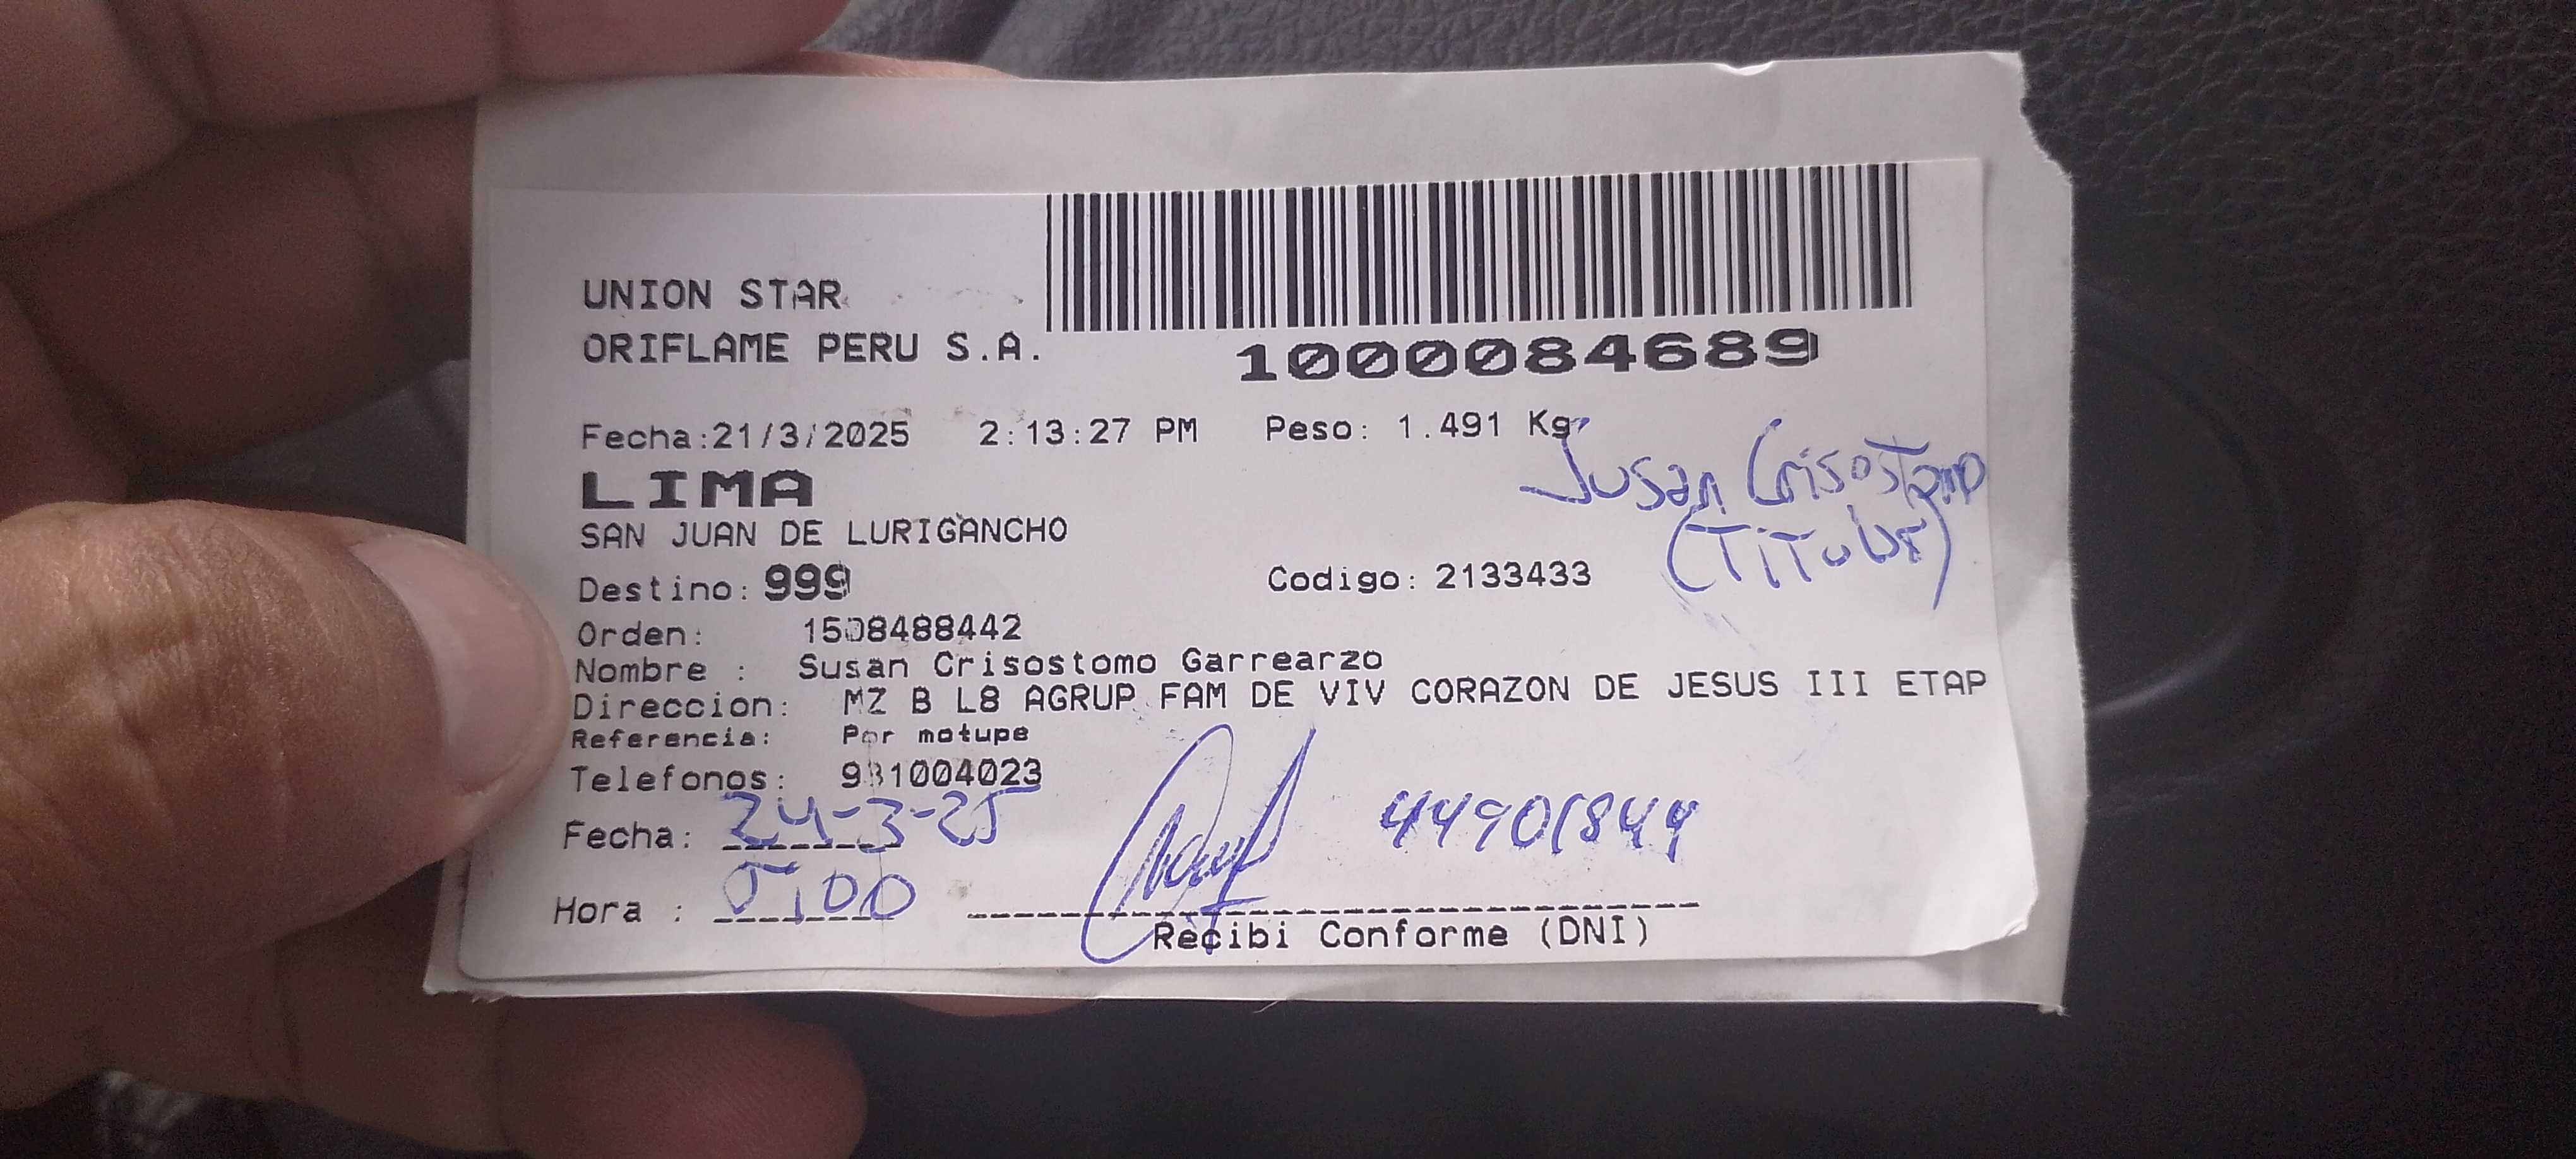 UNION STAR
ORIFLAME PERU S.A.
1000084689
Fecha:21/3/2025 2:13:27 PM Peso: 1.491 Kg
Susan Crisostomo
(Titular)
LIMA
SAN JUAN DE LURIGANCHO
Destino: 999 Codigo: 2133433
Orden: 1508488442
Nombre : Susan Crisostomo Garrearzo
Direccion: MZ B L8 AGRUP FAM DE VIV CORAZON DE JESUS III ETAP
Referencia: Por motupe
Telefonos: 981004023
Fecha: 24-3-25
44901844
Hora :
Recibi Conforme (DNI)